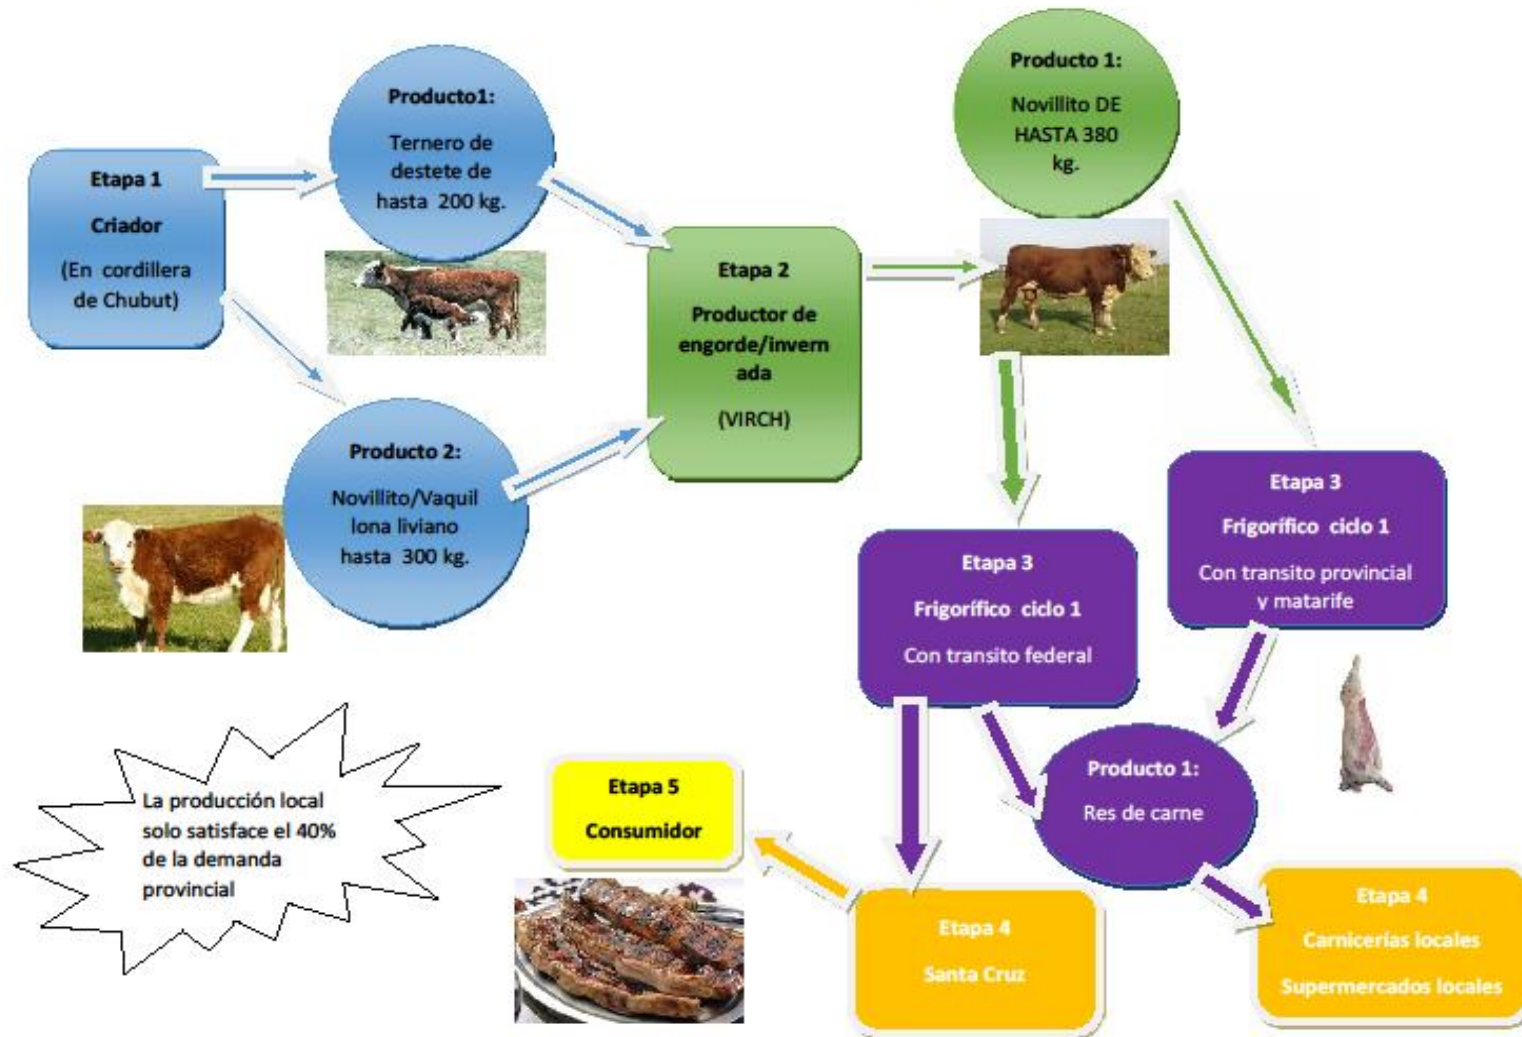 Etapa 1
Criador
(En cordillera
de Chubut)
Producto1:
Ternero de
destete de
hasta 200 kg.
Producto 2:
Novillito/Vaquil
lona liviano
hasta 300 kg.
Etapa 2
Productor de
engorde/invern
ada
(VIRCH)
Producto 1:
Novillito DE
HASTA 380
kg.
Etapa 3
Frigorífico ciclo 1
Con transito federal
Etapa 3
Frigorífico ciclo 1
Con transito provincial
y matarife
Producto 1:
Res de carne
Etapa 4
Santa Cruz
Etapa 4
Carnicerías locales
Supermercados locales
Etapa 5
Consumidor
La producción local
solo satisface el 40%
de la demanda
provincial